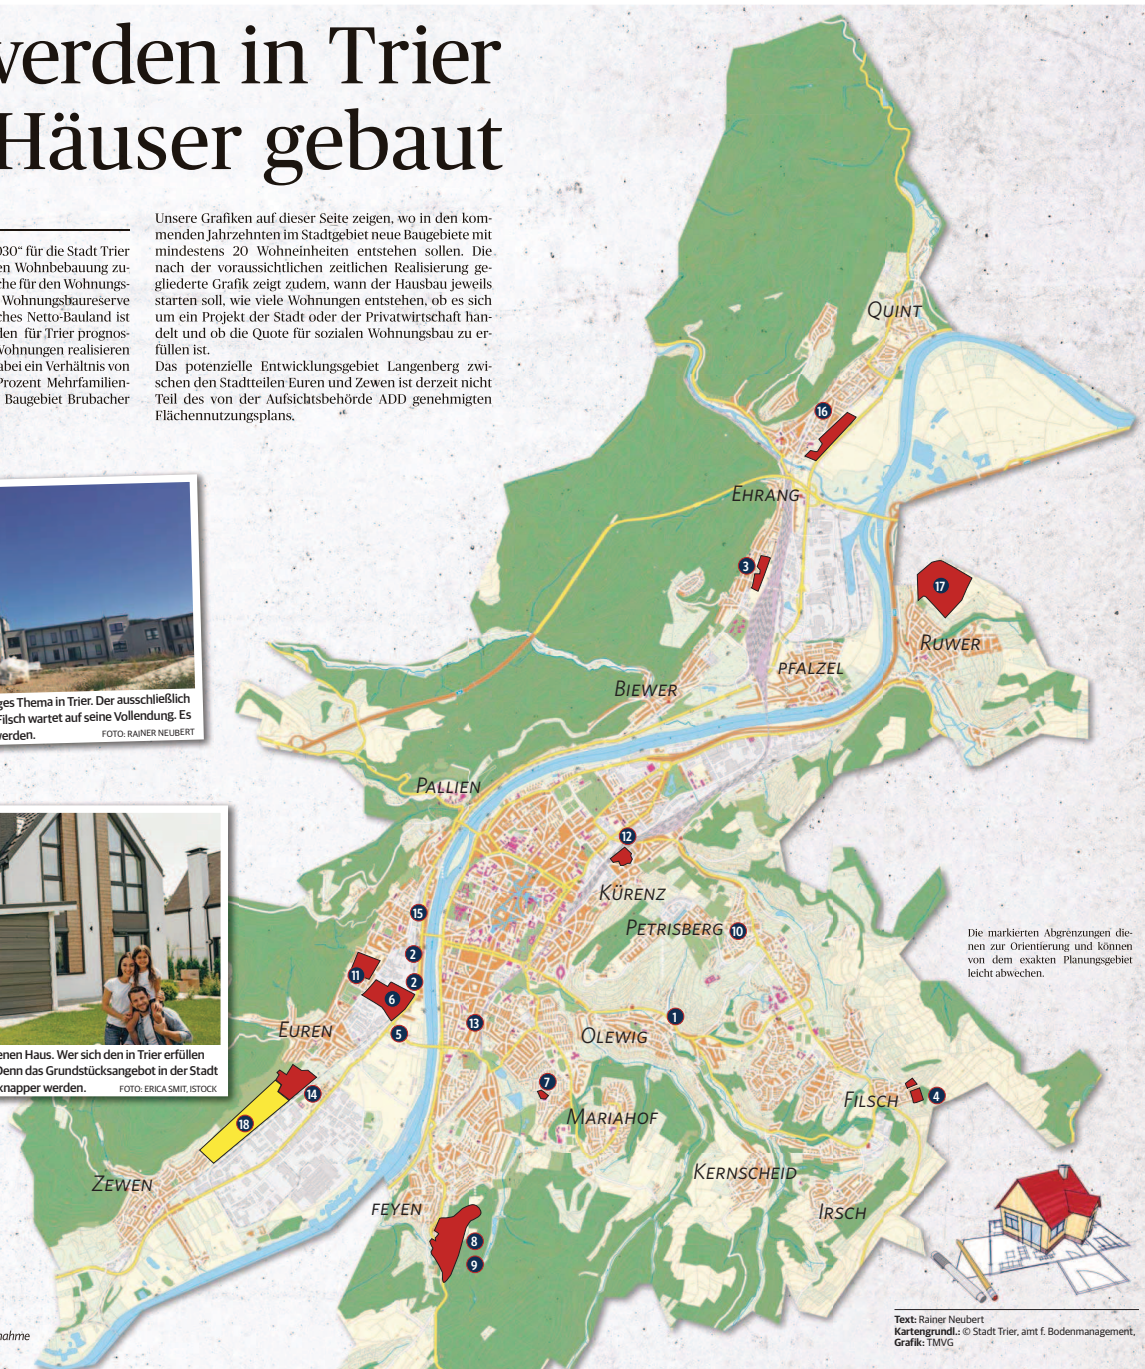 werden in Trier
Häuser gebaut
030“ für die Stadt Trier
en Wohnbebauung zu-
che für den Wohnungs-
Wohnungsbaureserve
ches Netto-Bauland ist
den für Trier prognos-
Wohnungen realisieren
abei ein Verhältnis von
Prozent Mehrfamilien-
Baugebiet Brubacher
Unsere Grafiken auf dieser Seite zeigen, wo in den kom-
menden Jahrzehnten im Stadtgebiet neue Baugebiete mit
mindestens 20 Wohneinheiten entstehen sollen. Die
nach der voraussichtlichen zeitlichen Realisierung ge-
gliederte Grafik zeigt zudem, wann der Hausbau jeweils
starten soll, wie viele Wohnungen entstehen, ob es sich
um ein Projekt der Stadt oder der Privatwirtschaft han-
delt und ob die Quote für sozialen Wohnungsbau zu er-
füllen ist.
Das potenzielle Entwicklungsgebiet Langenberg zwi-
schen den Stadtteilen Euren und Zewen ist derzeit nicht
Teil des von der Aufsichtsbehörde ADD genehmigten
Flächennutzungsplans.
QUINT
16
EHRANG
3
17
RUWER
PFALZEL
BIEWER
ges Thema in Trier. Der ausschließlich
Filsch wartet auf seine Vollendung. Es
werden.
FOTO: RAINER NEUBERT
PALLIEN
12
KÜRENZ
15
PETRISBERG
10
Die markierten Abgrenzungen die-
nen zur Orientierung und können
von dem exakten Planungsgebiet
leicht abwechen.
2
11
2
6
EUREN
5
13
1
OLEWIG
enen Haus. Wer sich den in Trier erfüllen
Denn das Grundstücksangebot in der Stadt
knapper werden.
FOTO: ERICA SMIT, ISTOCK
14
7
4
FILSCH
18
MARIAHOF
ZEWEN
KERNSCHEID
FEYEN
IRSCH
8
9
nahme
Text: Rainer Neubert
Kartengrundl.: © Stadt Trier, amt f. Bodenmanagement,
Grafik: TMVG